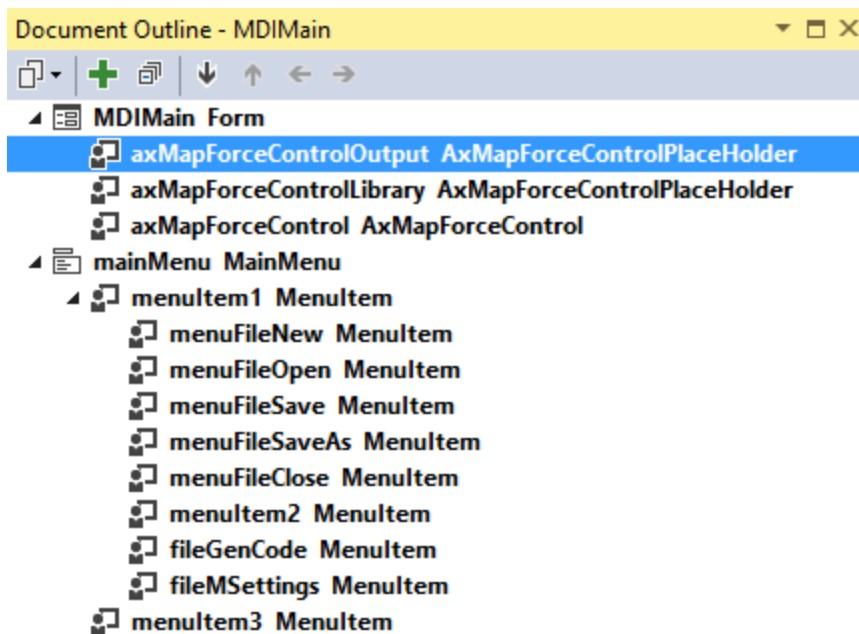 Document Outline - MDIMain
MDIMain Form
axMapForceControlOutput AxMapForceControlPlaceHolder
axMapForceControlLibrary AxMapForceControlPlaceHolder
axMapForceControl AxMapForceControl
mainMenu MainMenu
menuItem1 MenuItem
menuFileNew MenuItem
menuFileOpen MenuItem
menuFileSave MenuItem
menuFileSaveAs MenuItem
menuFileClose MenuItem
menuItem2 MenuItem
fileGenCode MenuItem
fileMSettings MenuItem
menuItem3 MenuItem